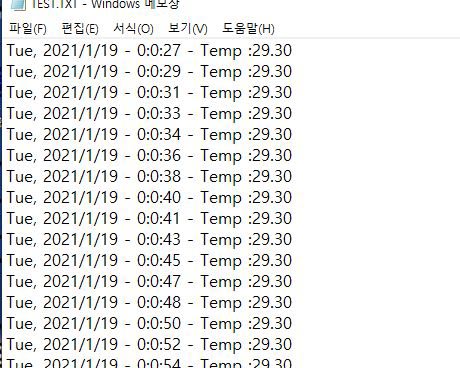 TEST.TXT - Windows 메모장
파일(F) 편집(E) 서식(O) 보기(V) 도움말(H)
Tue, 2021/1/19 - 0:0:27 - Temp :29.30
Tue, 2021/1/19 - 0:0:29 - Temp :29.30
Tue, 2021/1/19 - 0:0:31 - Temp :29.30
Tue, 2021/1/19 - 0:0:33 - Temp :29.30
Tue, 2021/1/19 - 0:0:34 - Temp :29.30
Tue, 2021/1/19 - 0:0:36 - Temp :29.30
Tue, 2021/1/19 - 0:0:38 - Temp :29.30
Tue, 2021/1/19 - 0:0:40 - Temp :29.30
Tue, 2021/1/19 - 0:0:41 - Temp :29.30
Tue, 2021/1/19 - 0:0:43 - Temp :29.30
Tue, 2021/1/19 - 0:0:45 - Temp :29.30
Tue, 2021/1/19 - 0:0:47 - Temp :29.30
Tue, 2021/1/19 - 0:0:48 - Temp :29.30
Tue, 2021/1/19 - 0:0:50 - Temp :29.30
Tue, 2021/1/19 - 0:0:52 - Temp :29.30
Tue, 2021/1/19 - 0:0:54 - Temp :29.30